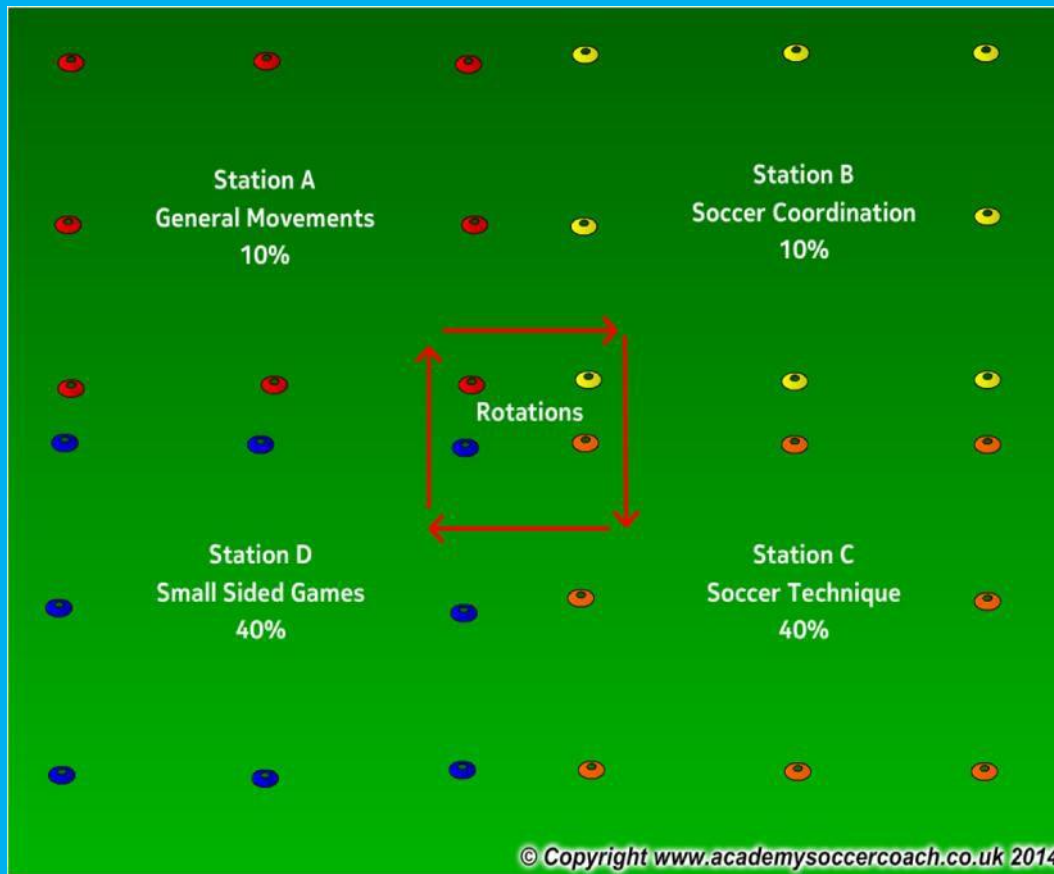 Station A
General Movements
10%
Station B
Soccer Coordination
10%
Rotations
Station D
Small Sided Games
40%
Station C
Soccer Technique
40%
© Copyright www.academysoccercoach.co.uk 2014